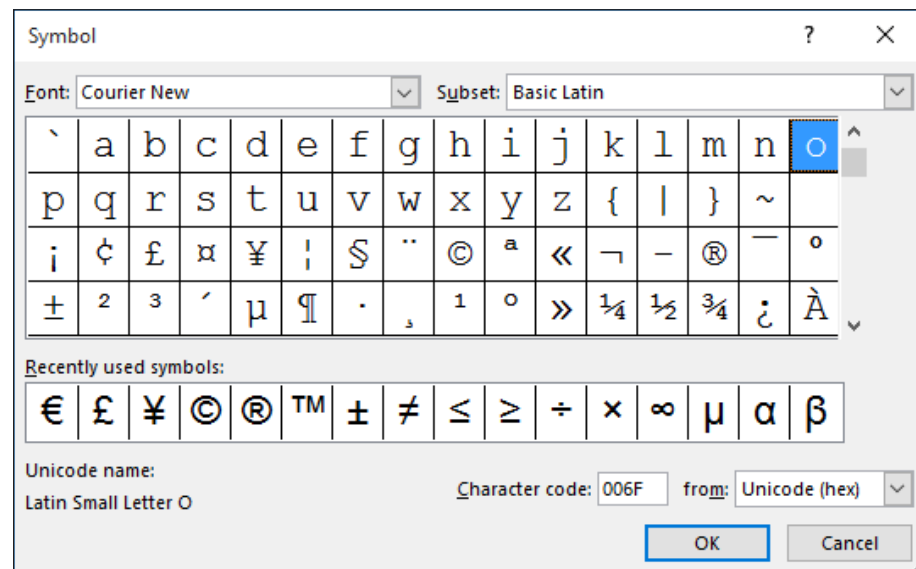 Symbol ? ×
Font: Courier New Subset: Basic Latin
` a b c d e f g h i j k l m n o
p q r s t u v w x y z { | } ~
¡ ¢ £ ¤ ¥ ¦ § ¨ © ª « ¬ - ® ¯ °
± ² ³ ´ µ ¶ · ¸ ¹ º » ¼ ½ ¾ ¿ À
Recently used symbols:
€ £ ¥ © ® ™ ± ≠ ≤ ≥ ÷ × ∞ µ α β
Unicode name:
Latin Small Letter O
Character code: 006F from: Unicode (hex)
OK Cancel